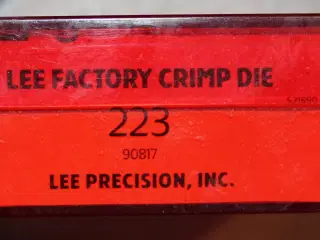 LEE FACTORY CRIMP DIE
223
90817
LEE PRECISION, INC.